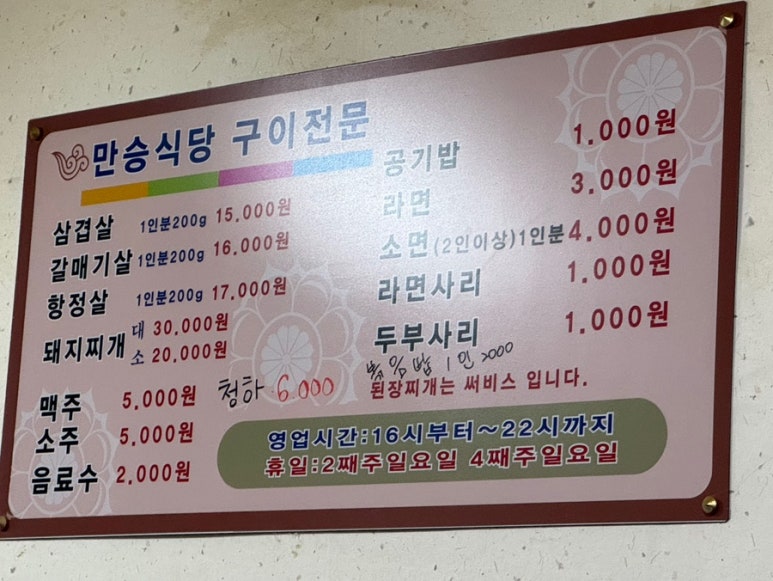 만승식당 구이전문
삼겹살 1인분200g 15,000원
갈매기살 1인분200g 16,000원
항정살 1인분200g 17,000원
돼지찌개 대 30,000원
소 20,000원
맥주 5,000원
소주 5,000원
음료수 2,000원
청하 6.000
공기밥 1,000원
라면 3,000원
소면(2인이상)1인분 4,000원
라면사리 1,000원
두부사리 1,000원
볶음밥 1인 2000
된장찌개는 써비스 입니다.
영업시간:16시부터~22시까지
휴일:2째주일요일 4째주일요일